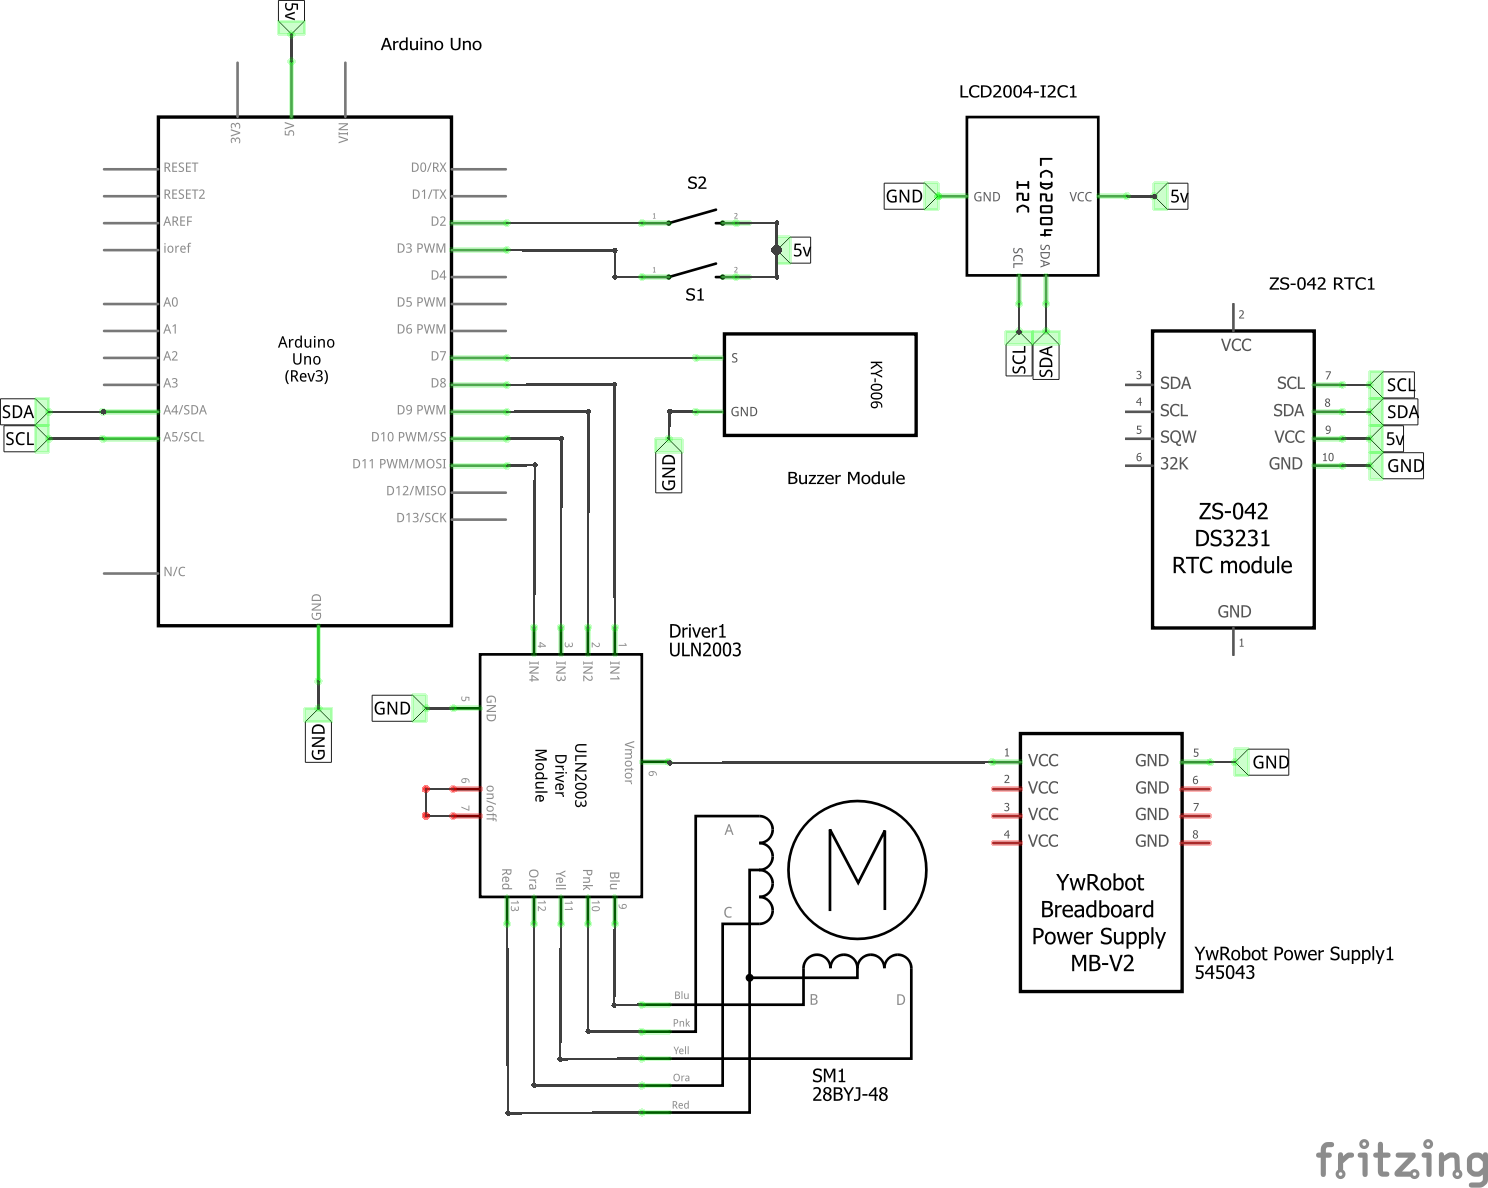 5v
Arduino Uno
3V3
5V
VIN
RESET
RESET2
AREF
ioref
A0
A1
A2
A3
A4/SDA
A5/SCL
N/C
SDA
SCL
Arduino
Uno
(Rev3)
D0/RX
D1/TX
D2
D3 PWM
D4
D5 PWM
D6 PWM
D7
D8
D9 PWM
D10 PWM/SS
D11 PWM/MOSI
D12/MISO
D13/SCK
GND
GND
S2
1
2
1
2
S1
5v
S
GND
KY-006
GND
Buzzer Module
LCD2004-I2C1
GND
GND
LCD2004
I2C
VCC
5v
SCL
SDA
SCL
SDA
ZS-042 RTC1
2
VCC
3
SDA
4
SCL
5
SQW
6
32K
SCL
7
SCL
SDA
8
SDA
VCC
9
5v
GND
10
GND
ZS-042
DS3231
RTC module
GND
1
Driver1
ULN2003
4
3
2
1
IN4
IN3
IN2
IN1
GND
5
GND
ULN2003
Driver
Module
Vmotor
6
6
7
on/off
Red
Ora
Yell
Pnk
Blu
13
12
11
10
9
A
C
M
B
D
Blu
Pnk
Yell
Ora
Red
SM1
28BYJ-48
1
VCC
GND
5
GND
2
VCC
GND
6
3
VCC
GND
7
4
VCC
GND
8
YwRobot
Breadboard
Power Supply
MB-V2
YwRobot Power Supply1
545043
fritzing